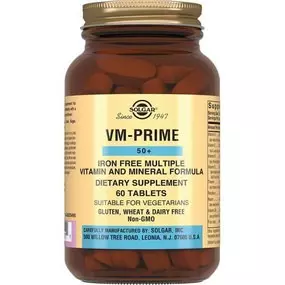 SOLGAR
Since 1947
VM-PRIME
50+
IRON FREE MULTIPLE
VITAMIN AND MINERAL FORMULA
DIETARY SUPPLEMENT
60 TABLETS
SUITABLE FOR VEGETARIANS
GLUTEN, WHEAT & DAIRY FREE
Non-GMO
CAREFULLY MANUFACTURED BY: SOLGAR, INC.
500 WILLOW TREE ROAD, LEONIA, N.J. 07605 U.S.A.